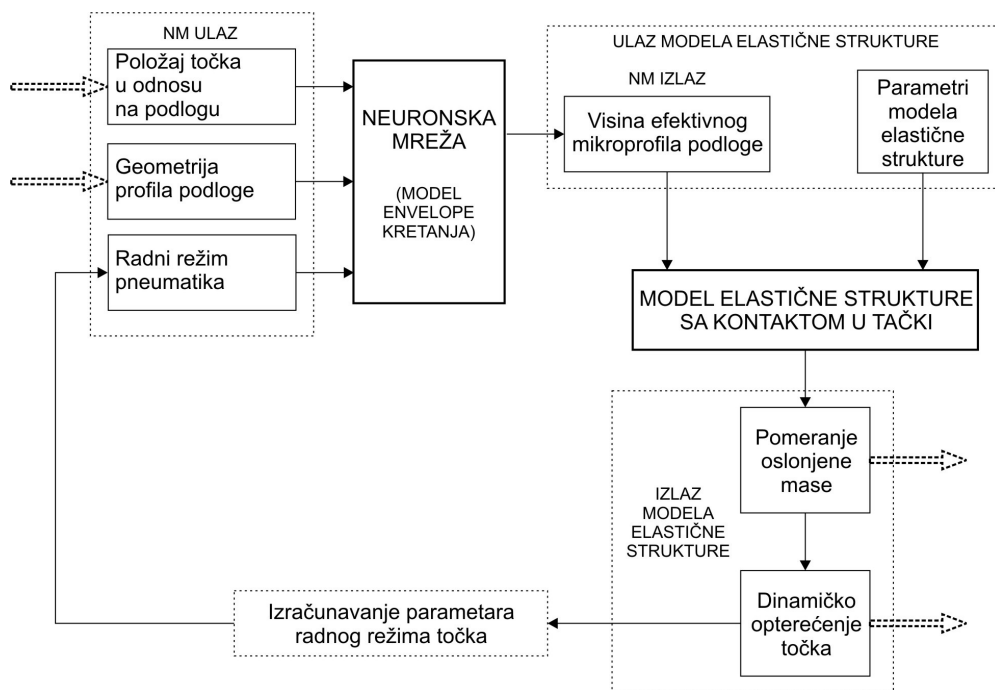 NM ULAZ
Položaj točka
u odnosu
na podlogu
Geometrija
profila podloge
Radni režim
pneumatika
NEURONSKA
MREŽA
(MODEL
ENVELOPE
KRETANJA)
ULAZ MODELA ELASTIČNE STRUKTURE
NM IZLAZ
Visina efektivnog
mikroprofila podloge
Parametri
modela
elastične
strukture
MODEL ELASTIČNE STRUKTURE
SA KONTAKTOM U TAČKI
IZLAZ
MODELA
ELASTIČNE
STRUKTURE
Pomeranje
oslonjene
mase
Dinamičko
opterećenje
točka
Izračunavanje parametara
radnog režima točka